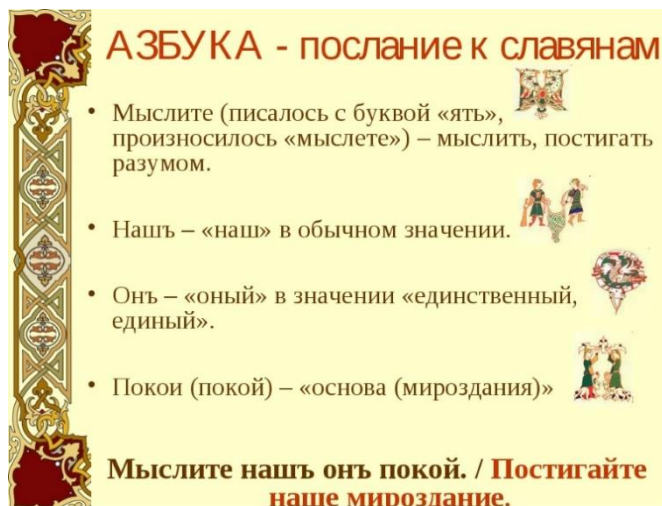 АЗБУКА - послание к славянам
• Мыслите (писалось с буквой «ять»,
произносилось «мыслете») – мыслить, постигать
разумом.
• Нашъ – «наш» в обычном значении.
• Онъ – «оный» в значении «единственный,
единый».
• Покои (покой) – «основа (мироздания)»
Мыслите нашъ онъ покой. / Постигайте
наше мироздание.